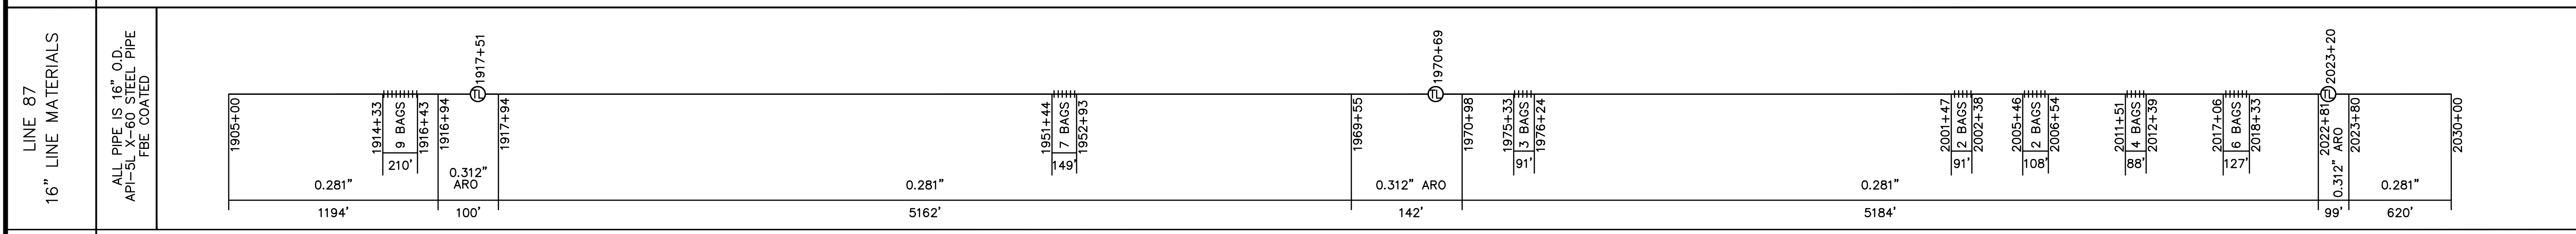 LINE 87
16" LINE MATERIALS
ALL PIPE IS 16" O.D.
API-5L X-60 STEEL PIPE
FBE COATED
1905+00
1914+33
9 BAGS
1916+43
210'
1916+94
1917+51
TL
0.312"
ARO
1917+94
1951+44
7 BAGS
1952+93
149'
1969+55
1970+69
TL
1970+98
1975+33
3 BAGS
1976+24
91'
2001+47
2 BAGS
2002+38
91'
2005+46
2 BAGS
2006+54
108'
2011+51
4 BAGS
2012+39
88'
2017+06
6 BAGS
2018+33
127'
2022+81
2023+20
TL
0.312" ARO
2023+80
2030+00
0.281"
0.281"
0.312" ARO
0.281"
0.281"
1194'
100'
5162'
142'
5184'
99'
620'